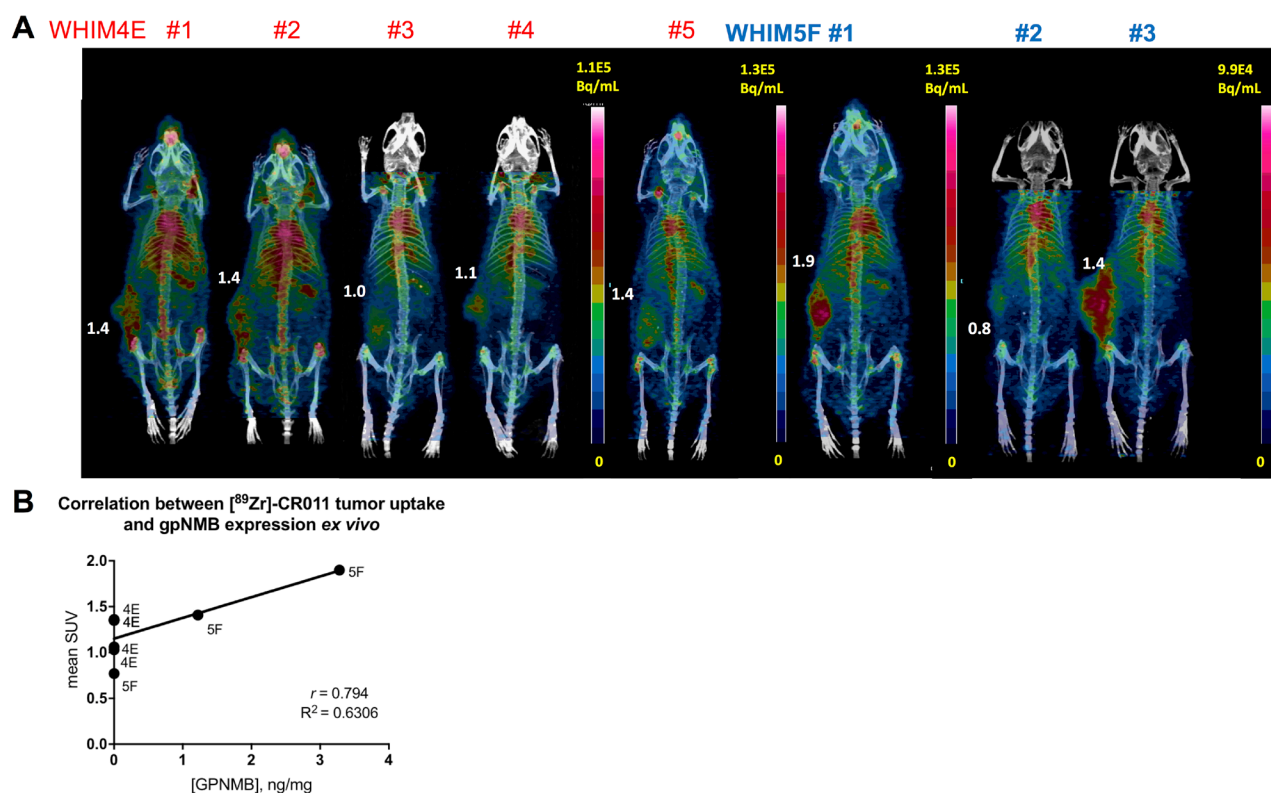 A
WHIM4E #1 #2 #3 #4 #5 WHIM5F #1 #2 #3
1.1E5
Bq/mL
1.3E5
Bq/mL
1.3E5
Bq/mL
9.9E4
Bq/mL
1.4
1.4
1.0
1.1
1.4
1.9
0.8
1.4
0
0
0
0
B
Correlation between [⁸⁹Zr]-CR011 tumor uptake
and gpNMB expression ex vivo
mean SUV
2.0
1.5
1.0
0.5
0.0
4E
4E
4E
4E
5F
5F
5F
r = 0.794
R² = 0.6306
0 1 2 3 4
[GPNMB], ng/mg